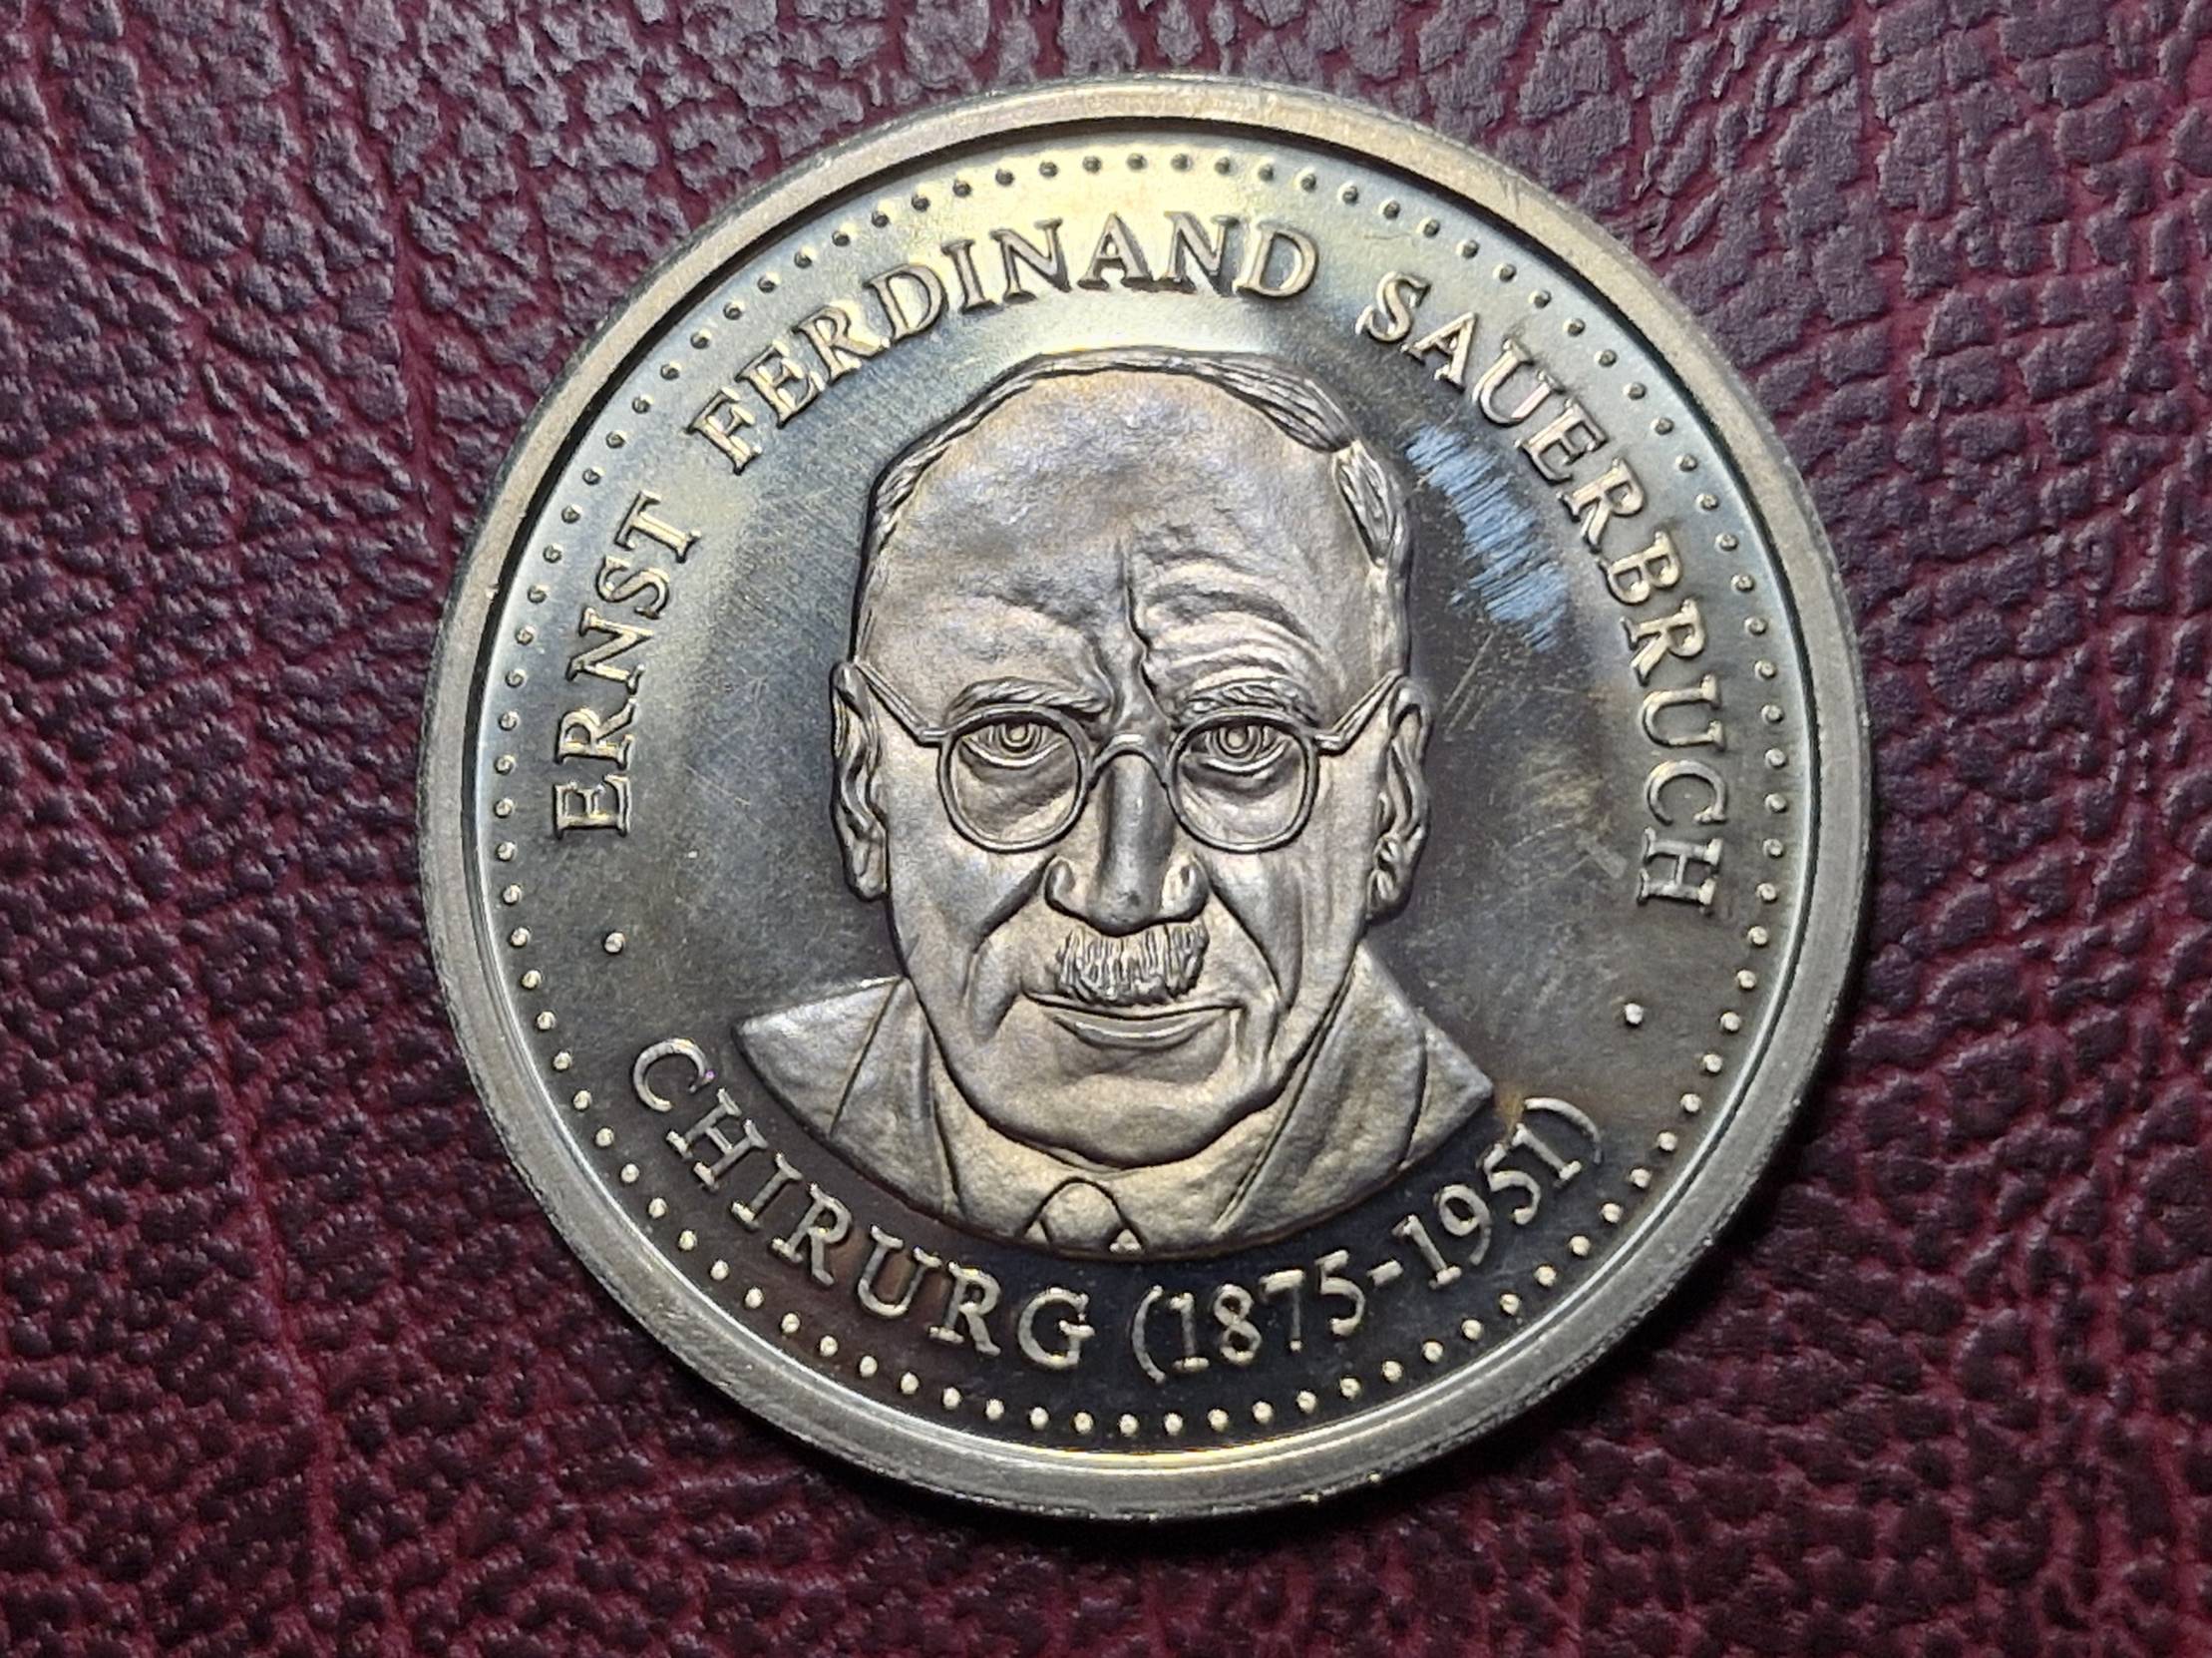 ERNST FERDINAND SAUERBRUCH
CHIRURG (1875-1951)